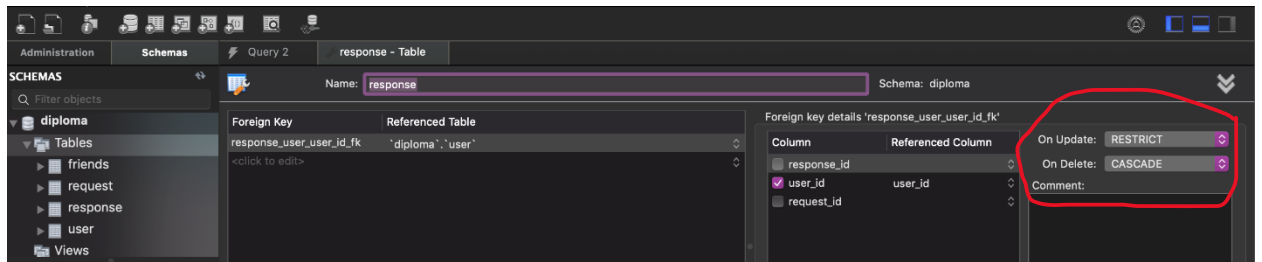 Administration Schemas Query 2 response - Table
SCHEMAS
Name: response Schema: diploma
Filter objects
diploma
Tables
friends
request
response
user
Views
Foreign Key Referenced Table
response_user_user_id_fk `diploma`.`user`
<click to edit>
Foreign key details 'response_user_user_id_fk'
Column Referenced Column
response_id
user_id user_id
request_id
On Update: RESTRICT
On Delete: CASCADE
Comment: